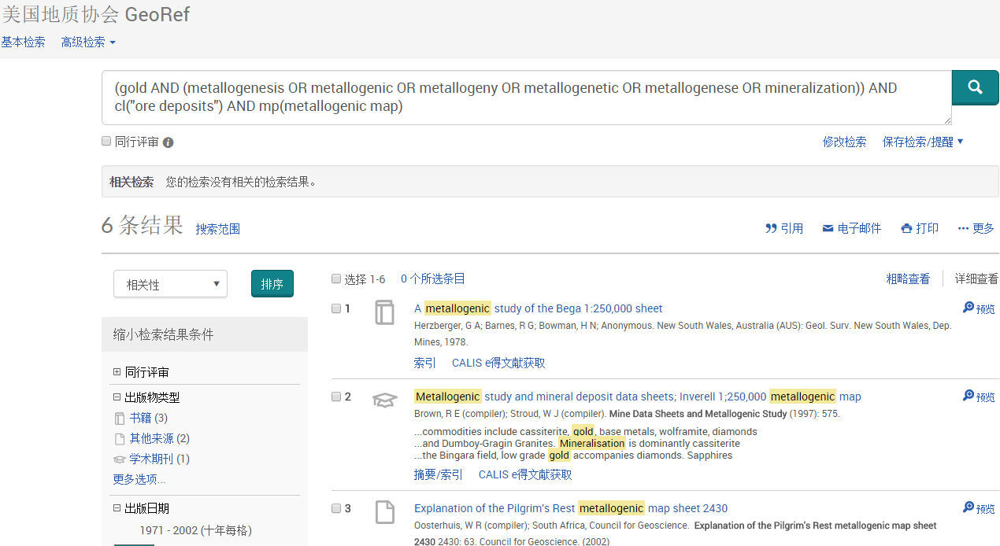 美国地质协会 GeoRef
基本检索 高级检索
(gold AND (metallogenesis OR metallogenic OR metallogeny OR metallogenetic OR metallogenese OR mineralization)) AND
cl("ore deposits") AND mp(metallogenic map)
同行评审
修改检索 保存检索/提醒
相关检索 您的检索没有相关的检索结果。
6 条结果 搜索范围
引用 电子邮件 打印 更多
相关性 排序
选择 1-6 0 个所选条目
粗略查看 详细查看
缩小检索结果条件
同行评审
出版物类型
书籍 (3)
其他来源 (2)
学术期刊 (1)
更多选项...
出版日期
1971 - 2002 (十年每格)
1 A metallogenic study of the Bega 1:250,000 sheet 预览
Herzberger, G A; Barnes, R G; Bowman, H N; Anonymous. New South Wales, Australia (AUS): Geol. Surv. New South Wales, Dep.
Mines, 1978.
索引 CALIS e得文献获取
2 Metallogenic study and mineral deposit data sheets; Inverell 1;250,000 metallogenic map 预览
Brown, R E (compiler); Stroud, W J (compiler). Mine Data Sheets and Metallogenic Study (1997): 575.
...commodities include cassiterite, gold, base metals, wolframite, diamonds
...and Dumboy-Gragin Granites. Mineralisation is dominantly cassiterite
...the Bingara field, low grade gold accompanies diamonds. Sapphires
摘要/索引 CALIS e得文献获取
3 Explanation of the Pilgrim's Rest metallogenic map sheet 2430 预览
Oosterhuis, W R (compiler); South Africa, Council for Geoscience. Explanation of the Pilgrim's Rest metallogenic map sheet
2430 2430: 63. Council for Geoscience. (2002)